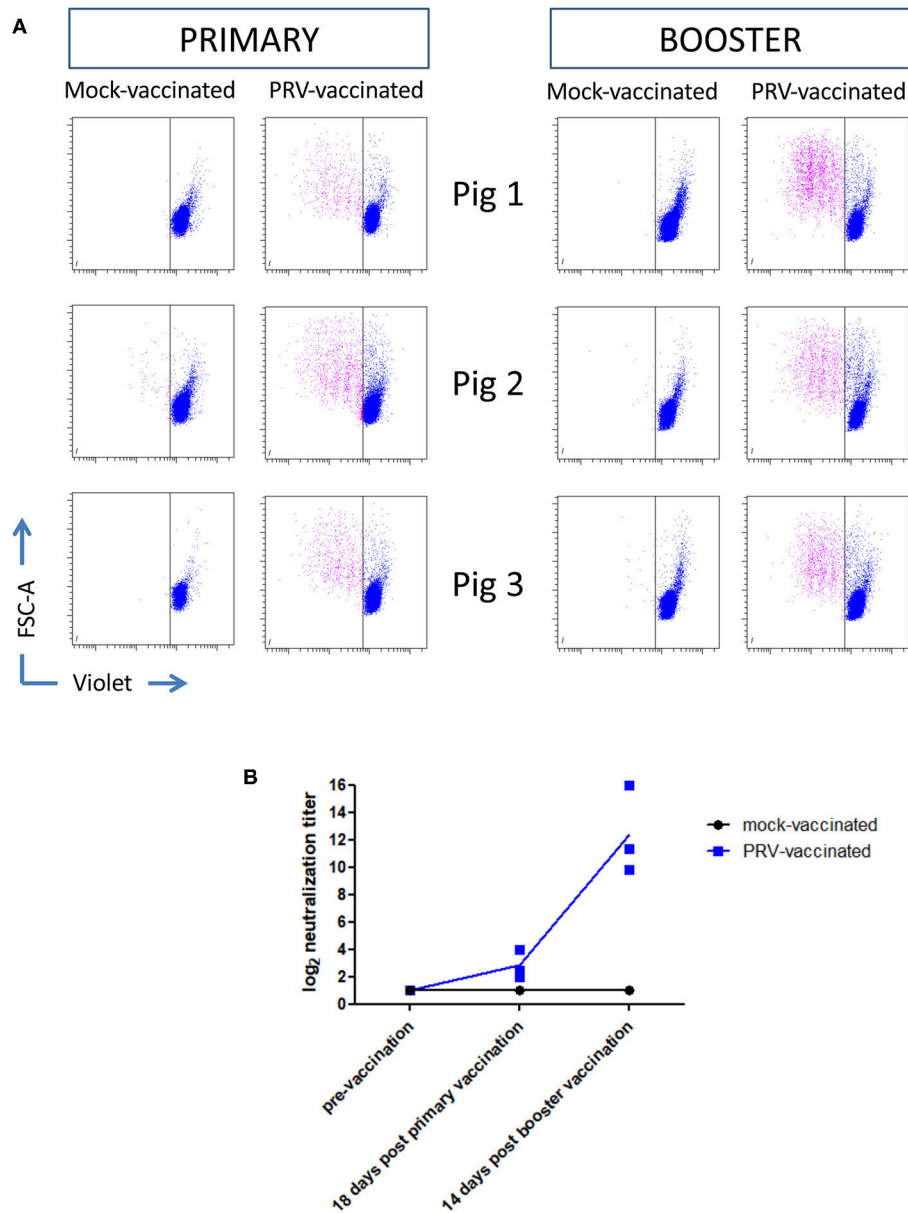 A
PRIMARY
BOOSTER
Mock-vaccinated
PRV-vaccinated
Mock-vaccinated
PRV-vaccinated
Pig 1
Pig 2
Pig 3
FSC-A
Violet
B
log2 neutralization titer
16
14
12
10
8
6
4
2
0
pre-vaccination
18 days post primary vaccination
14 days post booster vaccination
mock-vaccinated
PRV-vaccinated